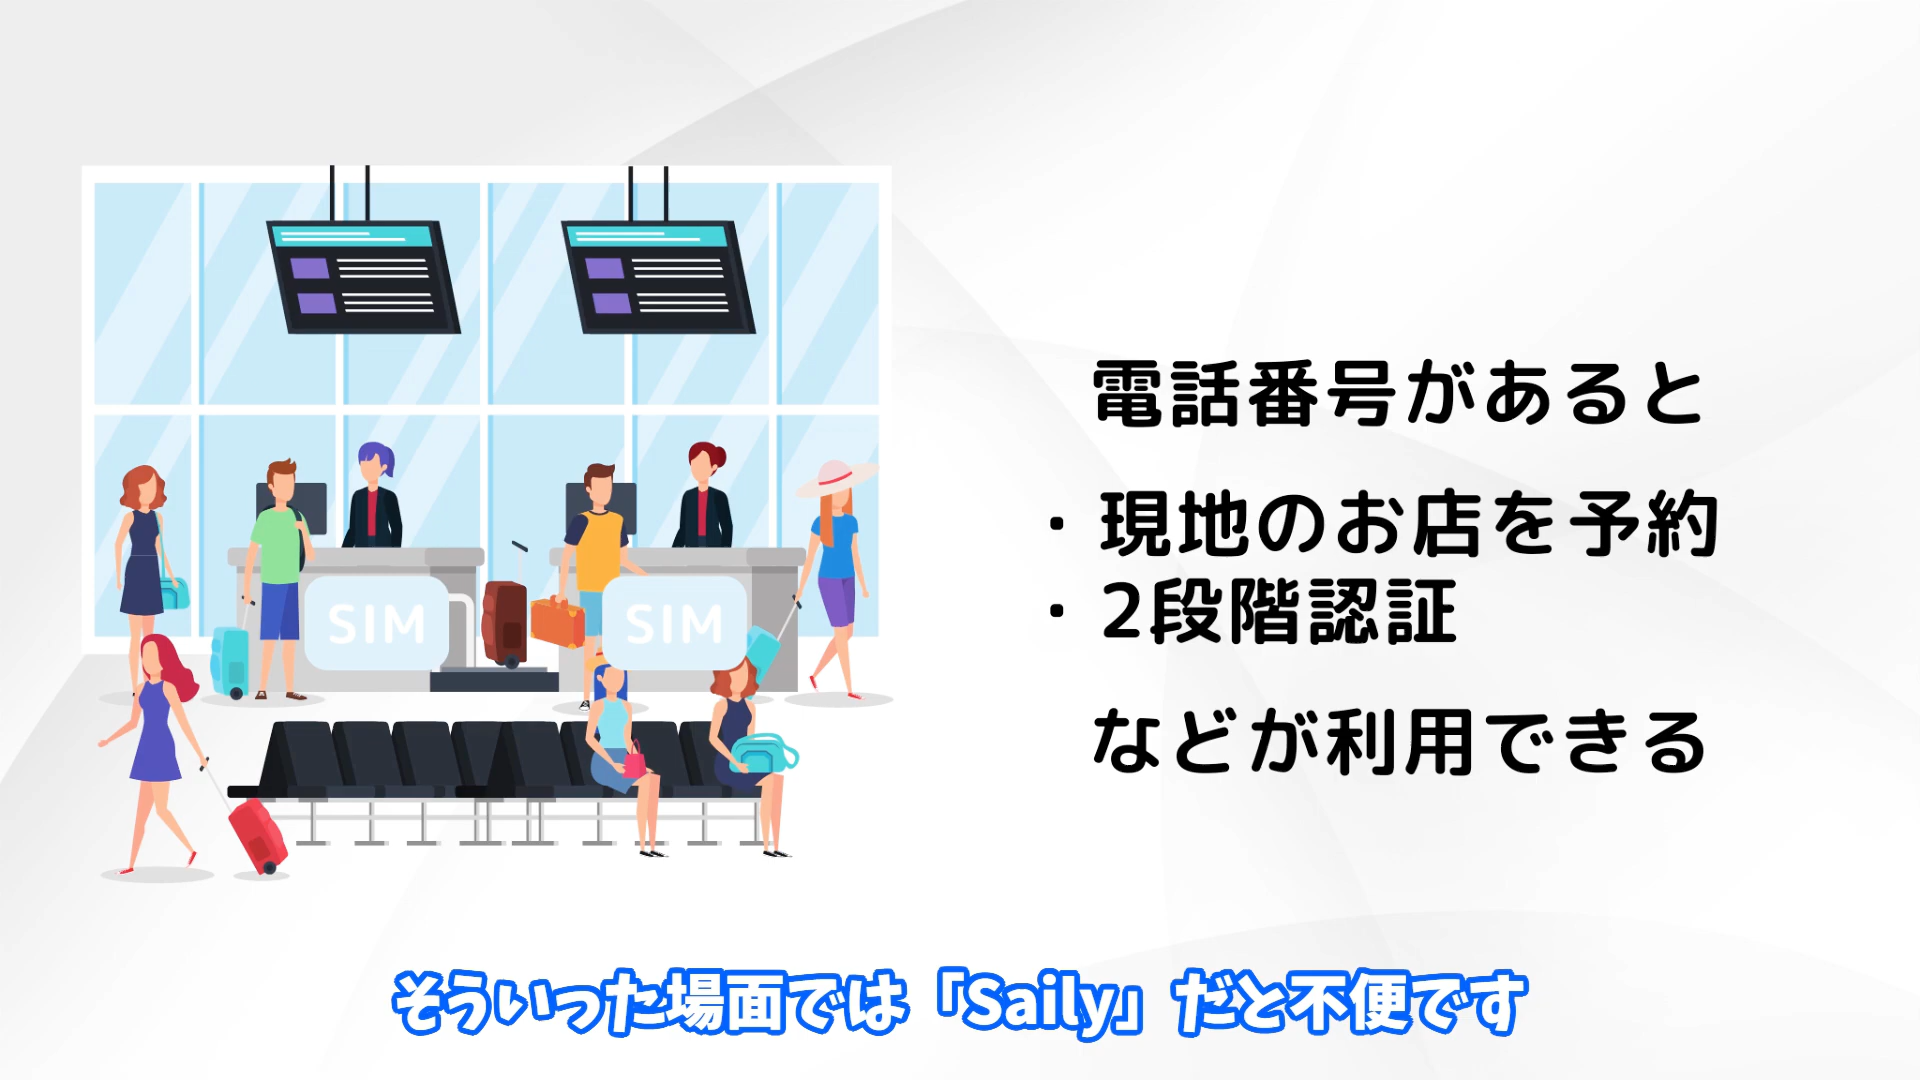 SIM
SIM
電話番号があると
・現地のお店を予約
・2段階認証
などが利用できる
そういった場面では「Saily」だと不便です